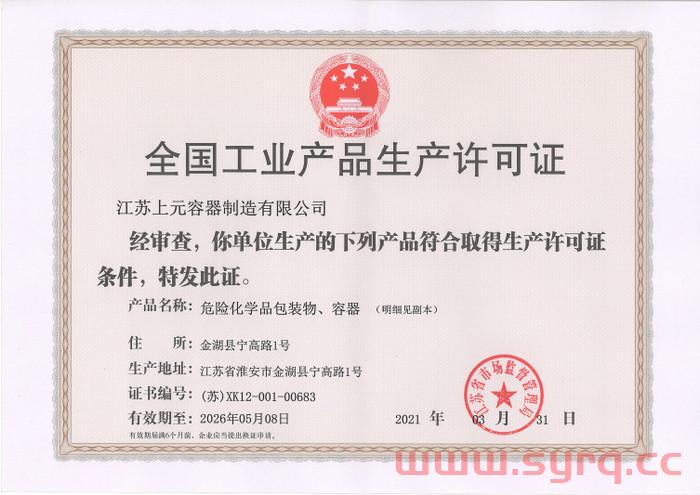 全国工业产品生产许可证
江苏上元容器制造有限公司
经审查，你单位生产的下列产品符合取得生产许可证
条件，特发此证。
产品名称：危险化学品包装物、容器 （明细见副本）
住 所：金湖县宁高路1号
生产地址：江苏省淮安市金湖县宁高路1号
证书编号：(苏)XK12-001-00683
有效期至：2026年05月08日
有效期届满6个月前，企业应当提出换证申请。
江苏省市场监督管理局
2021 年 03 月 31 日
www.syrq.cc